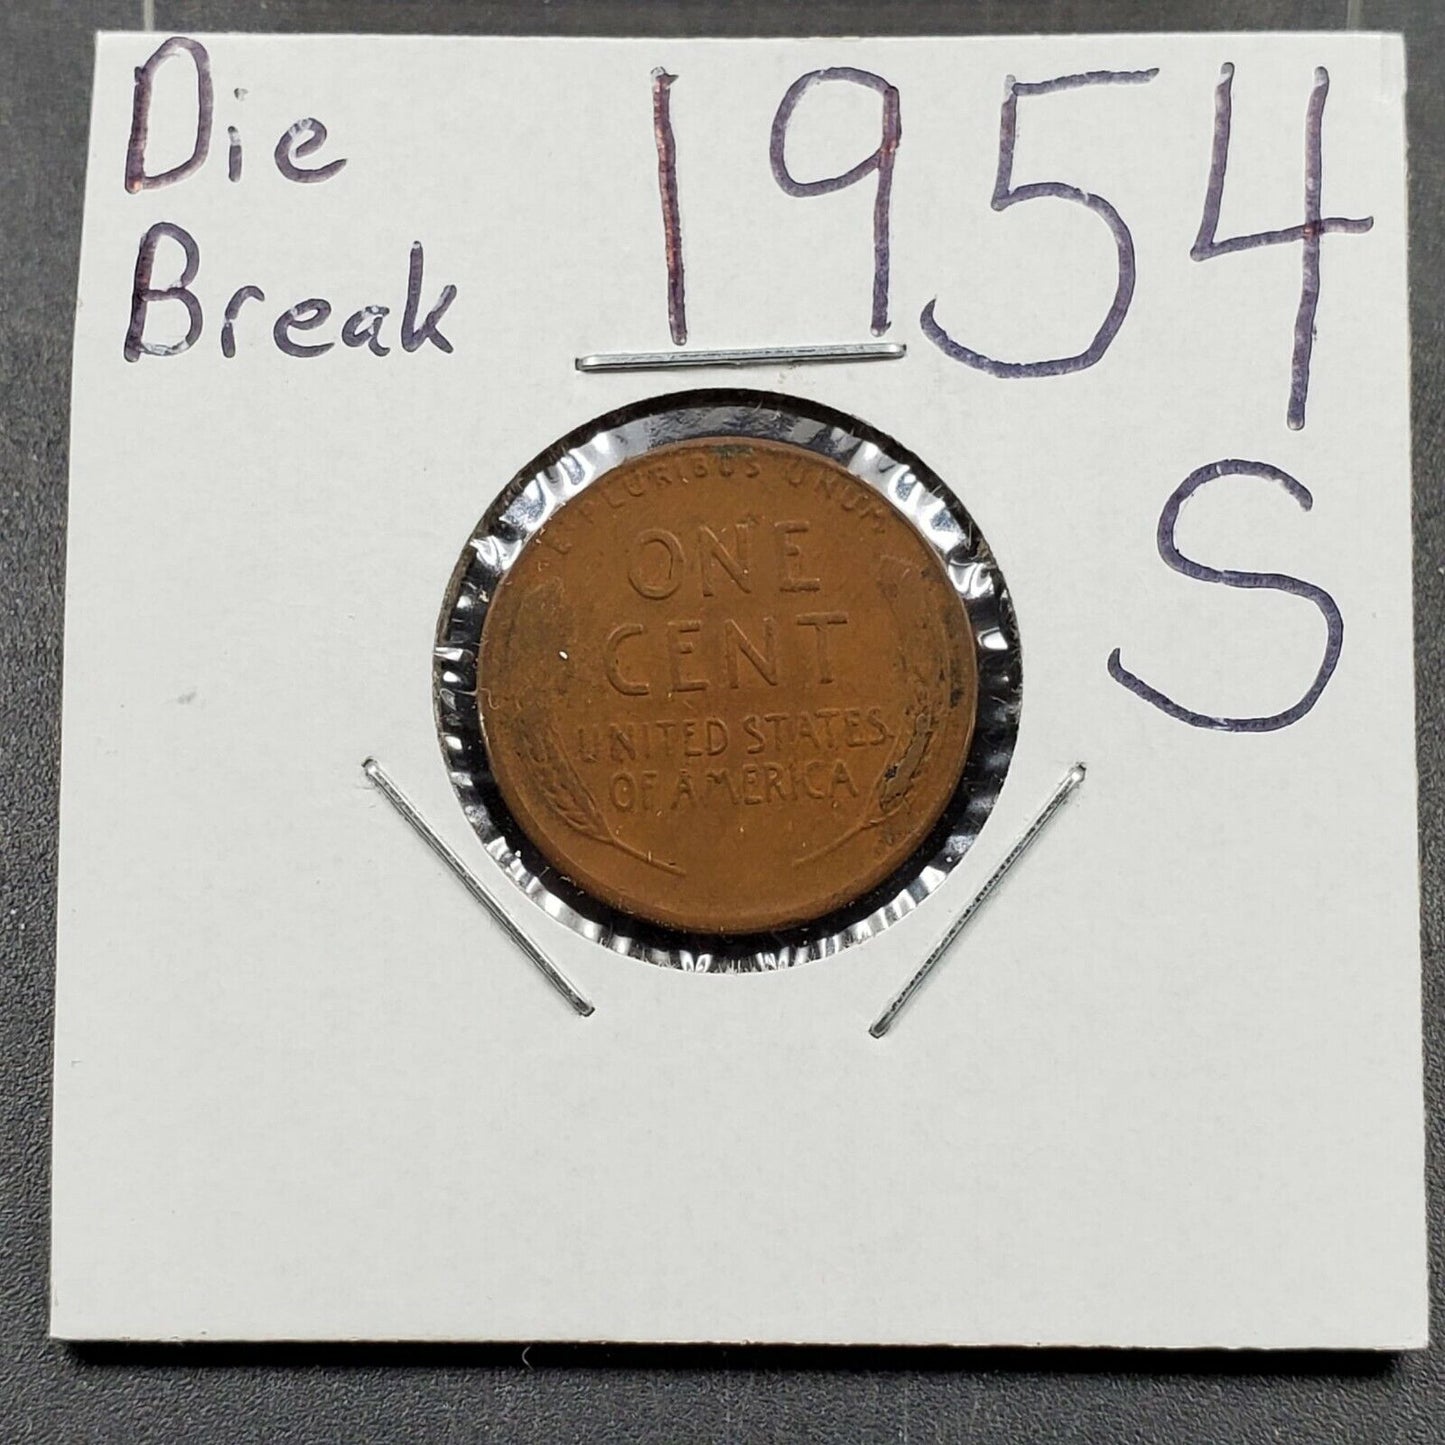 Die 1954
Break
S
E PLURIBUS UNUM
ONE
CENT
UNITED STATES
OF AMERICA